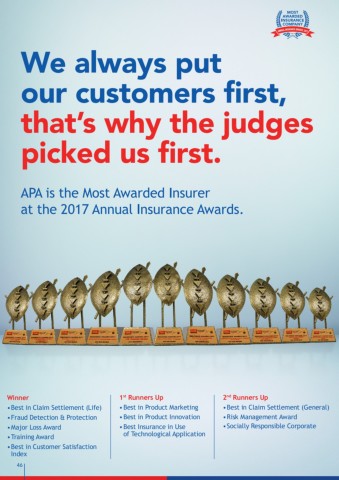 MOST
AWARDED
INSURANCE
COMPANY
We always put
our customers first,
that's why the judges
picked us first.
APA is the Most Awarded Insurer
at the 2017 Annual Insurance Awards.
Winner
•Best in Claim Settlement (Life)
•Fraud Detection & Protection
•Major Loss Award
•Training Award
•Best in Customer Satisfaction
Index
1st Runners Up
•Best in Product Marketing
•Best in Product Innovation
•Best Insurance in Use
of Technological Application
2nd Runners Up
•Best in Claim Settlement (General)
•Risk Management Award
•Socially Responsible Corporate
46